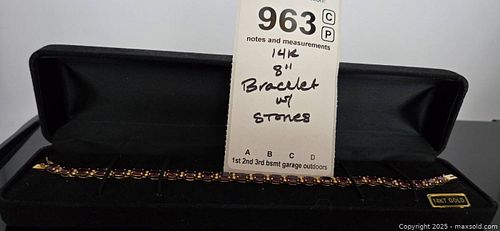 963 C
P
notes and measurements
14K
8"
Bracelet
w/
Stones
A B C D
1st 2nd 3rd bsmt garage outdoors
14KT GOLD
Copyright 2025 - maxsold.com